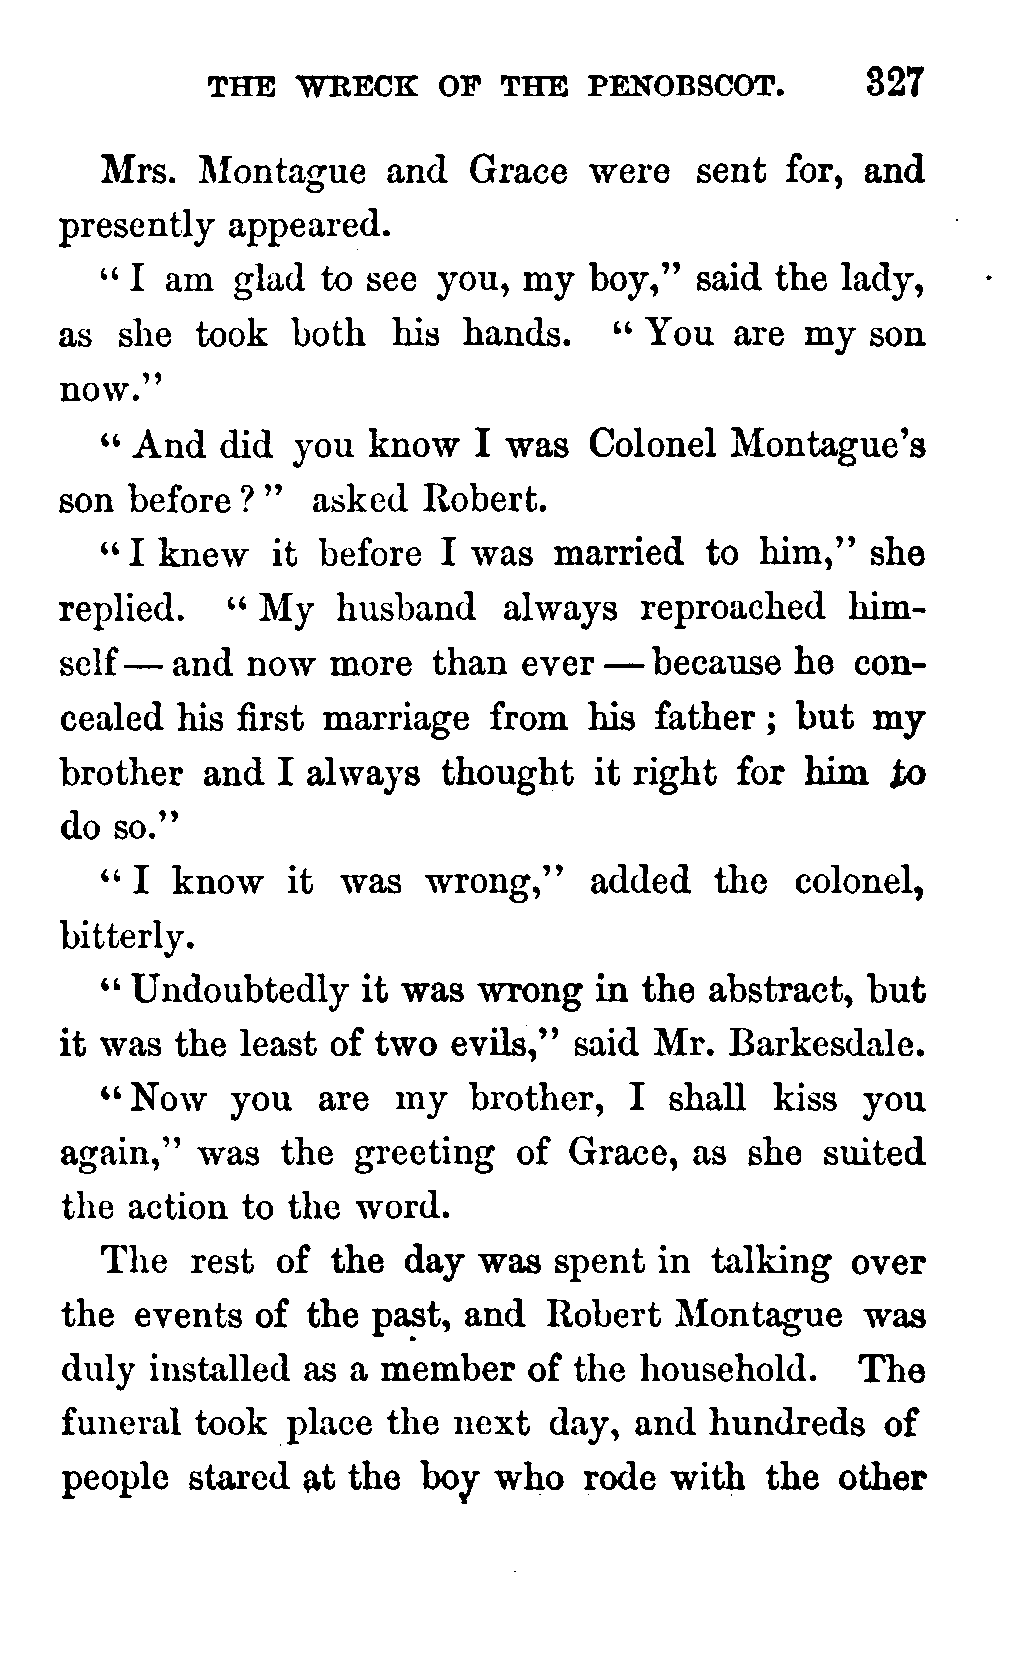 THE WRECK OF THE PENOBSCOT. 327
Mrs. Montague and Grace were sent for, and
presently appeared.
"I am glad to see you, my boy," said the lady,
as she took both his hands. "You are my son
now."
"And did you know I was Colonel Montague's
son before?" asked Robert.
"I knew it before I was married to him," she
replied. "My husband always reproached him-
self — and now more than ever — because he con-
cealed his first marriage from his father; but my
brother and I always thought it right for him to
do so."
"I know it was wrong," added the colonel,
bitterly.
"Undoubtedly it was wrong in the abstract, but
it was the least of two evils," said Mr. Barkesdale.
"Now you are my brother, I shall kiss you
again," was the greeting of Grace, as she suited
the action to the word.
The rest of the day was spent in talking over
the events of the past, and Robert Montague was
duly installed as a member of the household. The
funeral took place the next day, and hundreds of
people stared at the boy who rode with the other